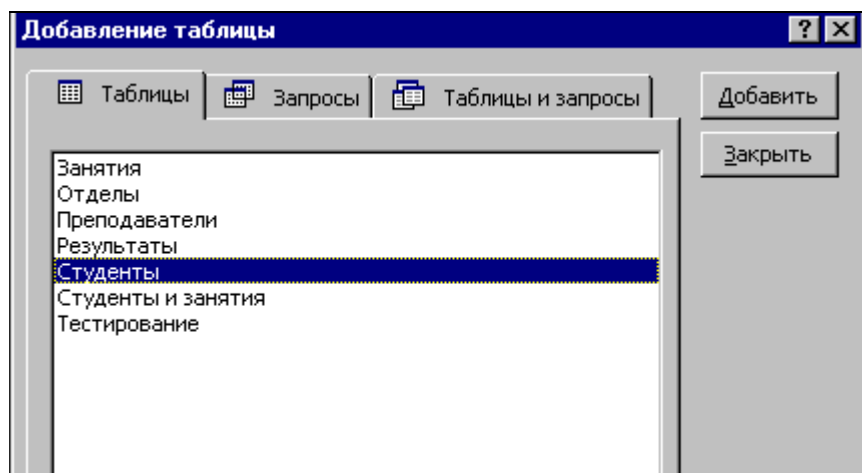 Добавление таблицы
Таблицы Запросы Таблицы и запросы
Добавить
Закрыть
Занятия
Отделы
Преподаватели
Результаты
Студенты
Студенты и занятия
Тестирование